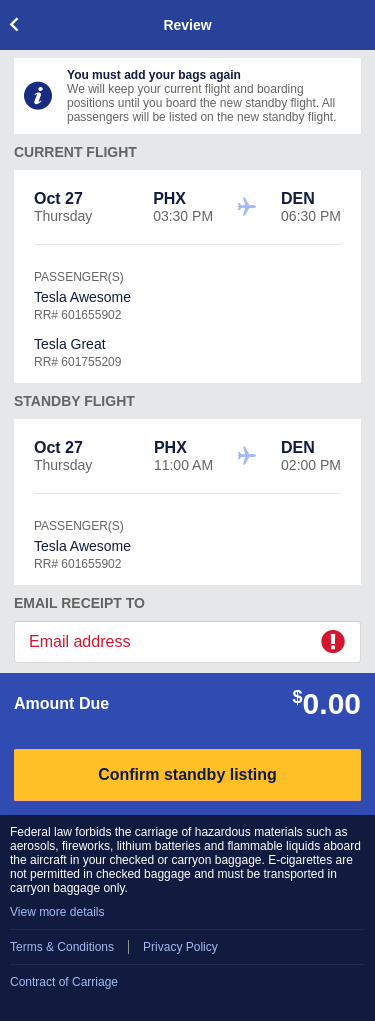 Review
You must add your bags again
We will keep your current flight and boarding
positions until you board the new standby flight. All
passengers will be listed on the new standby flight.
CURRENT FLIGHT
Oct 27 PHX DEN
Thursday 03:30 PM 06:30 PM
PASSENGER(S)
Tesla Awesome
RR# 601655902
Tesla Great
RR# 601755209
STANDBY FLIGHT
Oct 27 PHX DEN
Thursday 11:00 AM 02:00 PM
PASSENGER(S)
Tesla Awesome
RR# 601655902
EMAIL RECEIPT TO
Email address
Amount Due $0.00
Confirm standby listing
Federal law forbids the carriage of hazardous materials such as
aerosols, fireworks, lithium batteries and flammable liquids aboard
the aircraft in your checked or carryon baggage. E-cigarettes are
not permitted in checked baggage and must be transported in
carryon baggage only.
View more details
Terms & Conditions Privacy Policy
Contract of Carriage